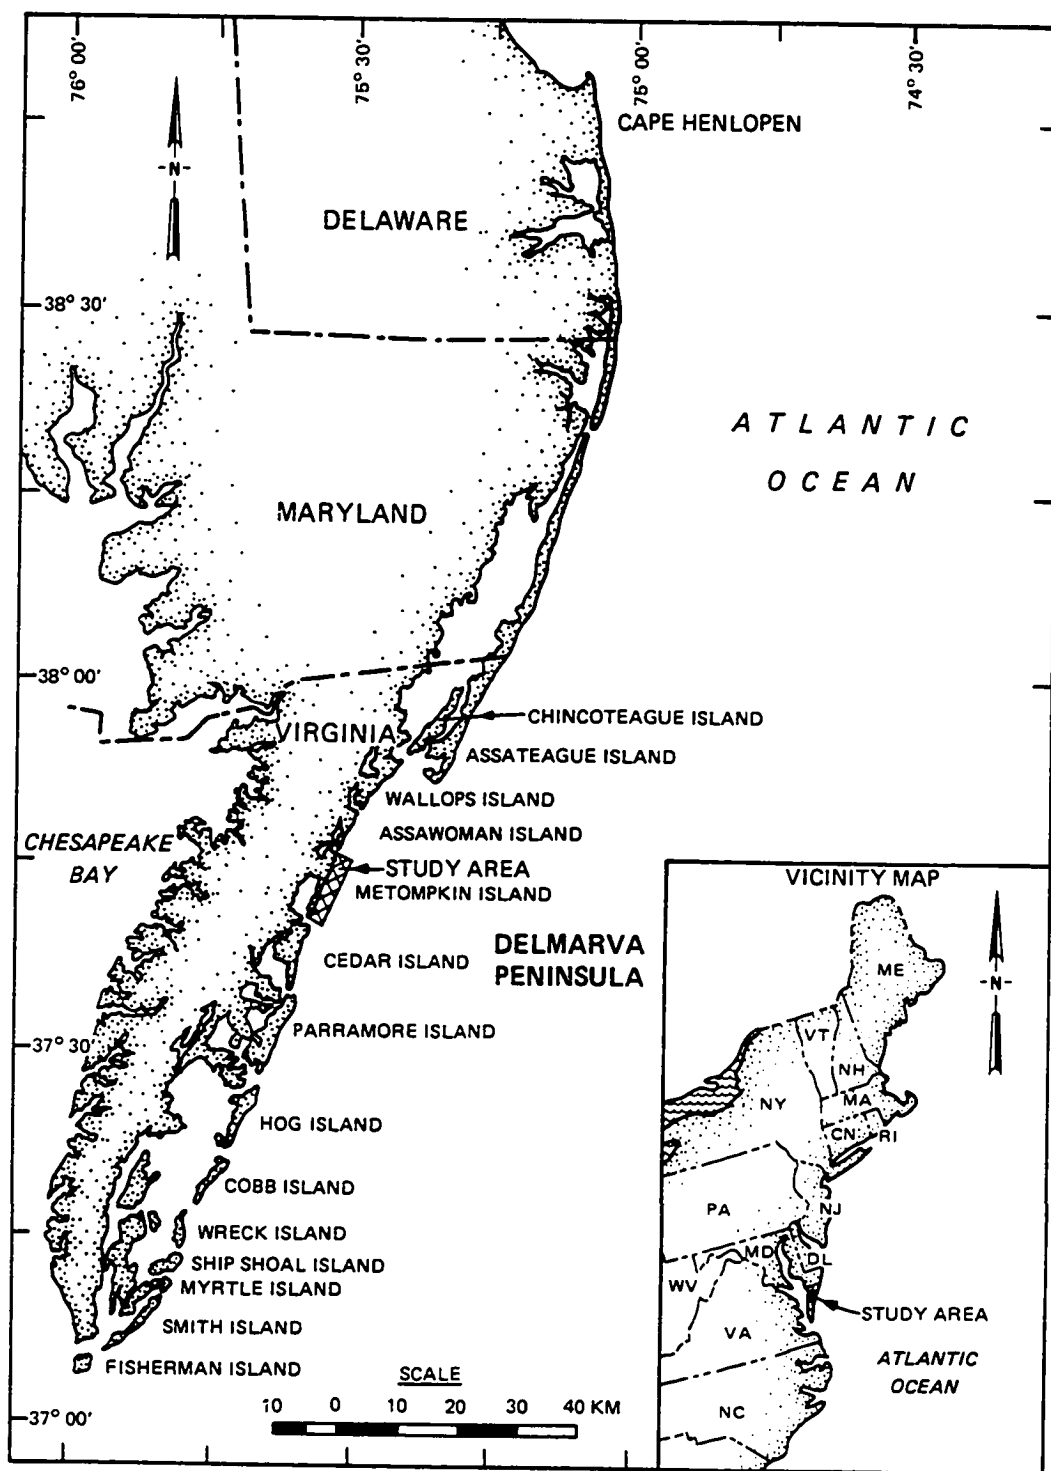 76° 00'
75° 30'
75° 00'
74° 30'
CAPE HENLOPEN
-N-
DELAWARE
38° 30'
ATLANTIC
OCEAN
MARYLAND
38° 00'
CHINCOTEAGUE ISLAND
VIRGINIA
ASSATEAGUE ISLAND
WALLOPS ISLAND
ASSAWOMAN ISLAND
CHESAPEAKE
BAY
STUDY AREA
METOMPKIN ISLAND
DELMARVA
PENINSULA
CEDAR ISLAND
PARRAMORE ISLAND
37° 30'
HOG ISLAND
COBB ISLAND
WRECK ISLAND
SHIP SHOAL ISLAND
MYRTLE ISLAND
SMITH ISLAND
FISHERMAN ISLAND
37° 00'
SCALE
10 0 10 20 30 40 KM
VICINITY MAP
ME
-N-
VT
NH
NY
MA
CN
RI
PA
NJ
MD
DL
WV
STUDY AREA
VA
ATLANTIC
OCEAN
NC